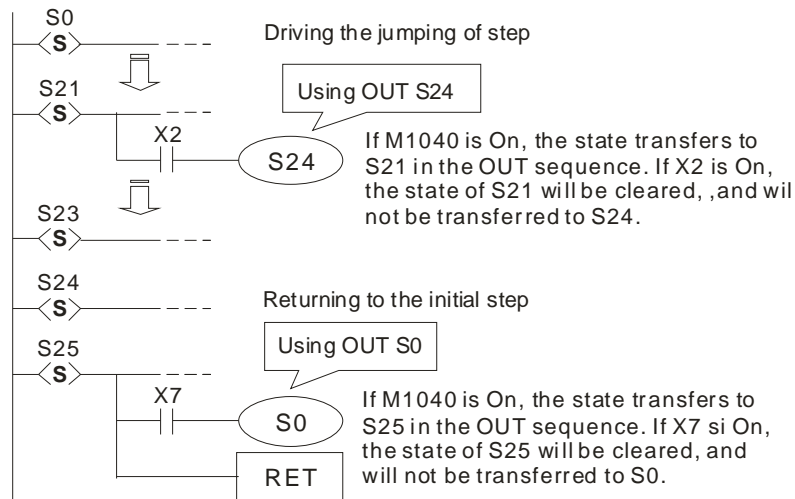 S0
S
Driving the jumping of step
S21
S
Using OUT S24
X2
S24
If M1040 is On, the state transfers to
S21 in the OUT sequence. If X2 is On,
the state of S21 will be cleared, ,and wil
not be transferred to S24.
S23
S
S24
S
Returning to the initial step
S25
S
Using OUT S0
X7
S0
If M1040 is On, the state transfers to
S25 in the OUT sequence. If X7 si On,
the state of S25 will be cleared, and
will not be transferred to S0.
RET